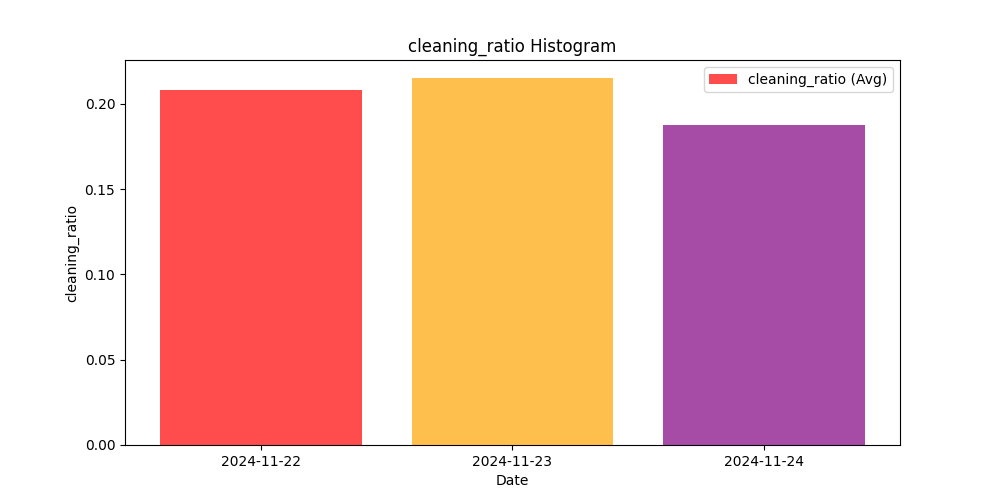 cleaning_ratio Histogram
cleaning_ratio (Avg)
cleaning_ratio
0.20
0.15
0.10
0.05
0.00
2024-11-22 2024-11-23 2024-11-24
Date